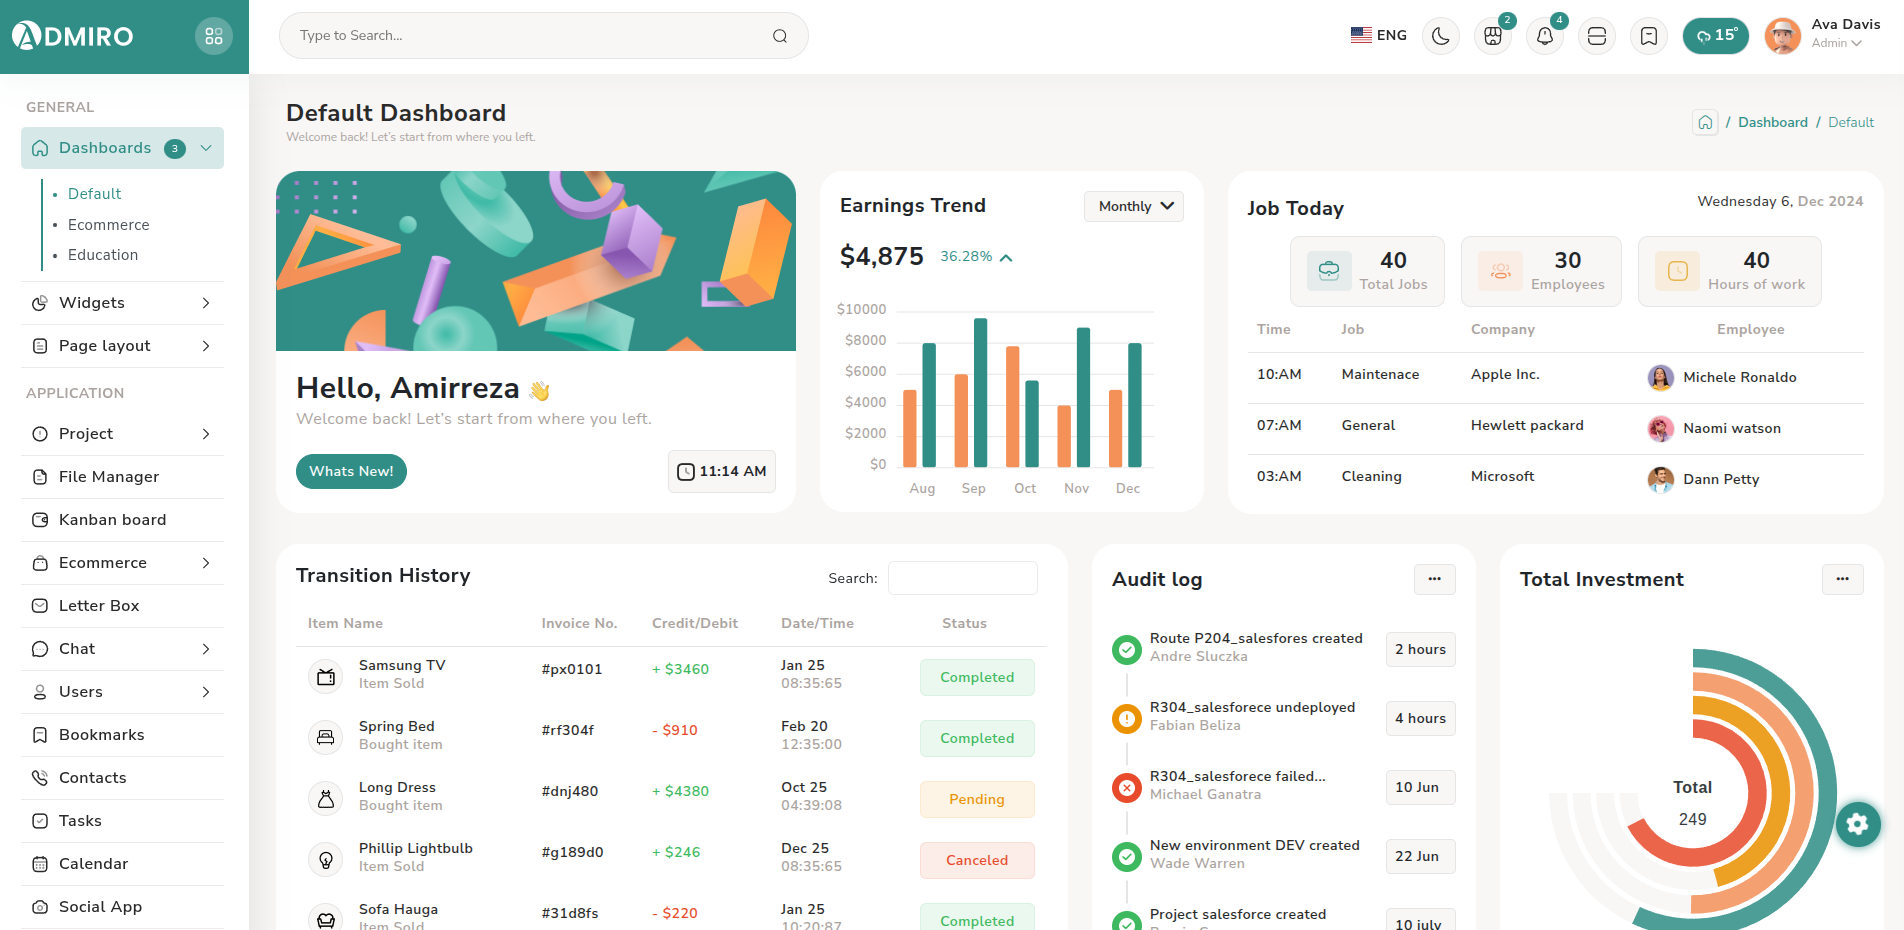 ADMIRO
Type to Search...
ENG
2
4
15°
Ava Davis
Admin
GENERAL
Dashboards 3
Default
Ecommerce
Education
Widgets
Page layout
APPLICATION
Project
File Manager
Kanban board
Ecommerce
Letter Box
Chat
Users
Bookmarks
Contacts
Tasks
Calendar
Social App
Default Dashboard
Welcome back! Let's start from where you left.
/ Dashboard / Default
Hello, Amirreza 👋
Welcome back! Let's start from where you left.
Whats New!
11:14 AM
Earnings Trend
Monthly
$4,875 36.28%
$10000
$8000
$6000
$4000
$2000
$0
Aug Sep Oct Nov Dec
Job Today
Wednesday 6, Dec 2024
40
Total Jobs
30
Employees
40
Hours of work
Time Job Company Employee
10:AM Maintenace Apple Inc. Michele Ronaldo
07:AM General Hewlett packard Naomi watson
03:AM Cleaning Microsoft Dann Petty
Transition History
Search:
Item Name Invoice No. Credit/Debit Date/Time Status
Samsung TV #px0101 + $3460 Jan 25 Completed
Item Sold 08:35:65
Spring Bed #rf304f - $910 Feb 20 Completed
Bought item 12:35:00
Long Dress #dnj480 + $4380 Oct 25 Pending
Bought item 04:39:08
Phillip Lightbulb #g189d0 + $246 Dec 25 Canceled
Item Sold 08:35:65
Sofa Hauga #31d8fs - $220 Jan 25 Completed
Item Sold 10:20:87
Audit log
Route P204_salesfores created 2 hours
Andre Sluczka
R304_salesforece undeployed 4 hours
Fabian Beliza
R304_salesforece failed... 10 Jun
Michael Ganatra
New environment DEV created 22 Jun
Wade Warren
Project salesforce created 10 july
Total Investment
Total
249